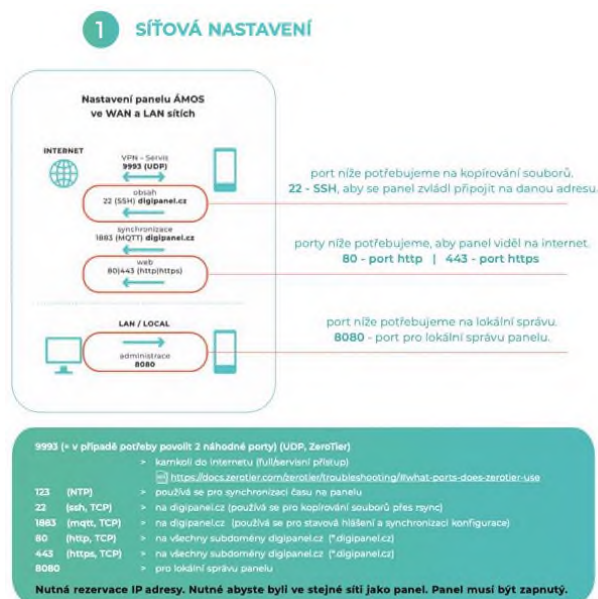 1 SÍŤOVÁ NASTAVENÍ
Nastavení panelu ÁMOS
ve WAN a LAN sítích
INTERNET
VPN - Servis
9993 (UDP)
obsah
22 (SSH) digipanel.cz
synchronizace
1883 (MQTT) digipanel.cz
web
80|443 (http|https)
port níže potřebujeme na kopírování souborů.
22 - SSH, aby se panel zvládl připojit na danou adresu.
porty níže potřebujeme, aby panel viděl na internet.
80 - port http | 443 - port https
LAN / LOCAL
administrace
8080
port níže potřebujeme na lokální správu.
8080 - port pro lokální správu panelu.
9993 (+ v případě potřeby povolit 2 náhodné porty) (UDP, ZeroTier)
> kamkoli do internetu (full/servisní přístup)
https://docs.zerotier.com/zerotier/troubleshooting/#what-ports-does-zerotier-use
123 (NTP) > používá se pro synchronizaci času na panelu
22 (ssh, TCP) > na digipanel.cz (používá se pro kopírování souborů přes rsync)
1883 (mqtt, TCP) > na digipanel.cz (používá se pro stavová hlášení a synchronizaci konfigurace)
80 (http, TCP) > na všechny subdomény digipanel.cz (*.digipanel.cz)
443 (https, TCP) > na všechny subdomény digipanel.cz (*.digipanel.cz)
8080 > pro lokální správu panelu
Nutná rezervace IP adresy. Nutné abyste byli ve stejné síti jako panel. Panel musí být zapnutý.